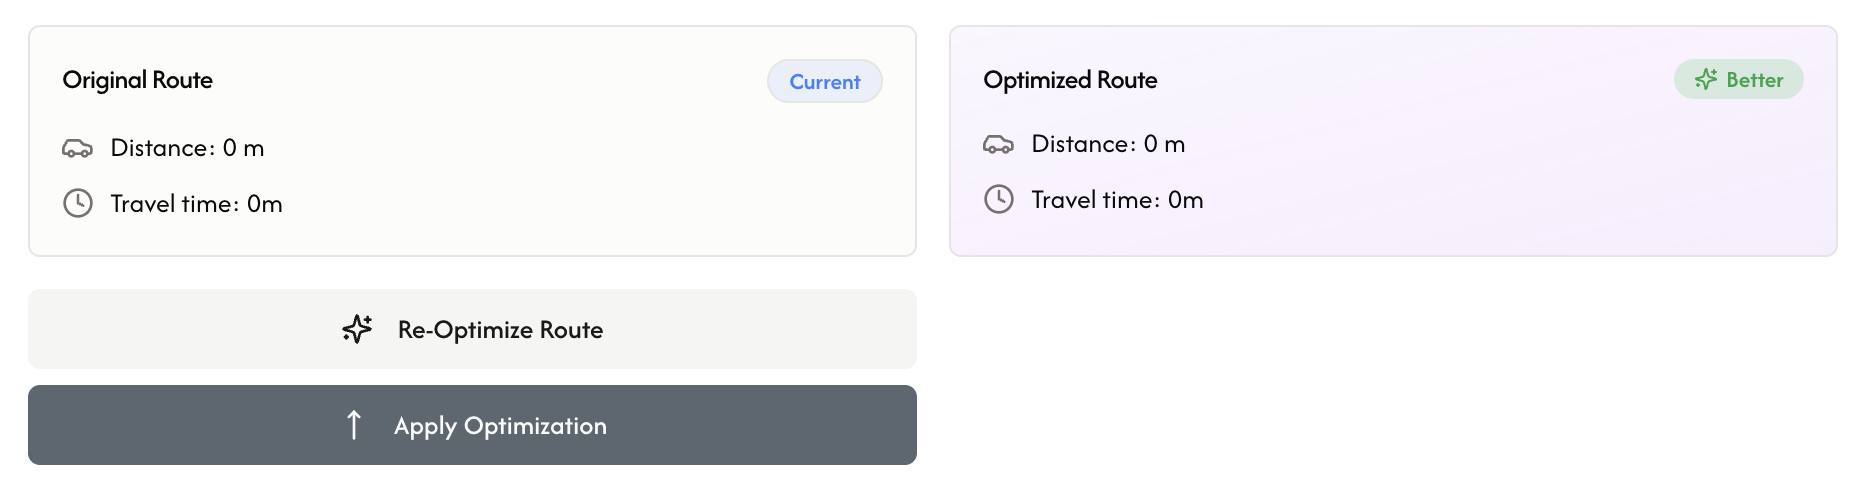 Original Route
Current
Distance: 0 m
Travel time: 0m
Optimized Route
Better
Distance: 0 m
Travel time: 0m
Re-Optimize Route
Apply Optimization